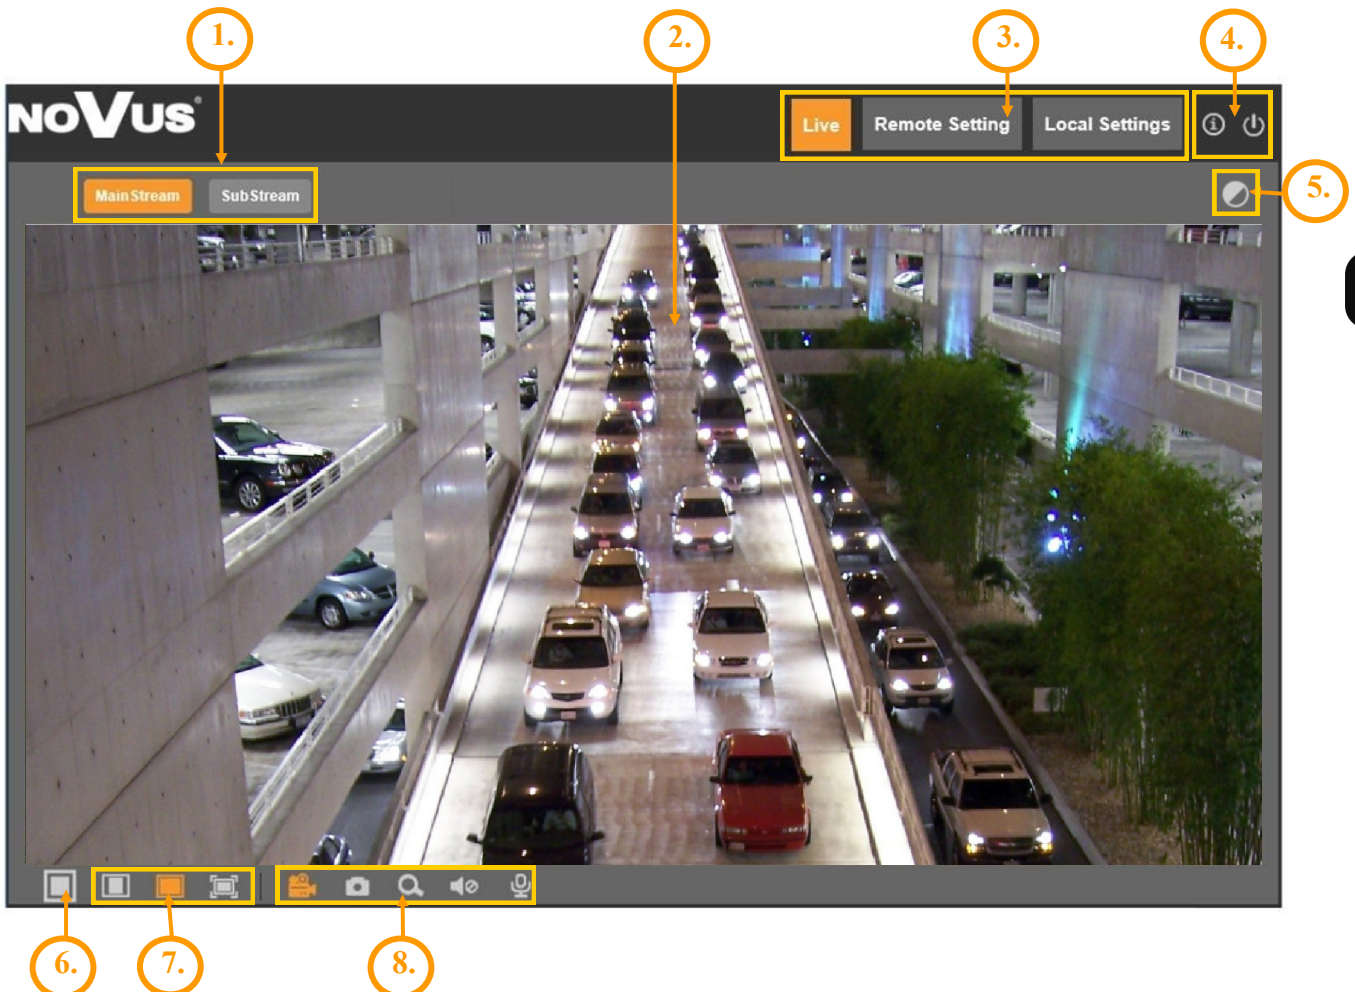 1.
2.
3.
4.
NOVUS®
Live
Remote Setting
Local Settings
5.
MainStream
SubStream
6.
7.
8.